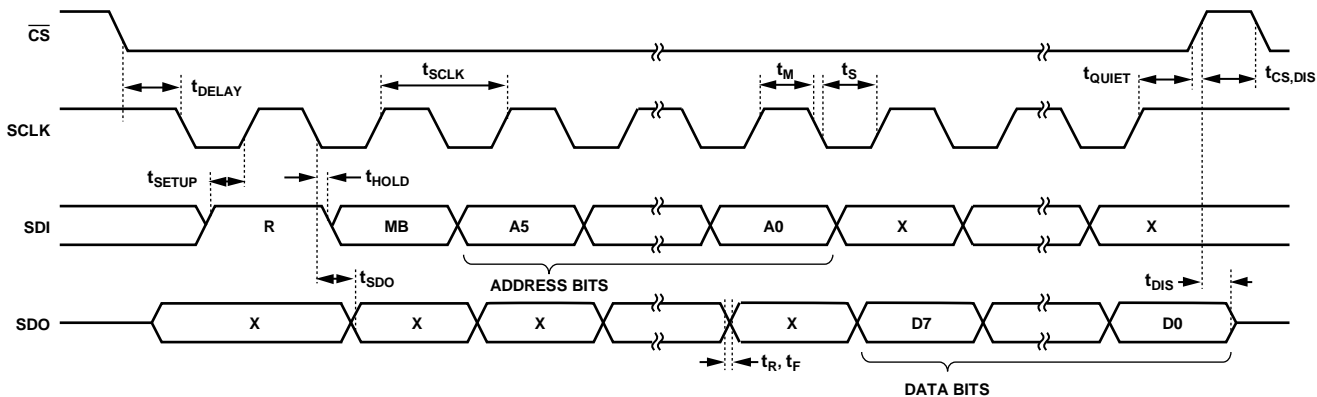 CS
tDELAY
tSCLK
tM
tS
tQUIET
tCS,DIS
SCLK
tSETUP
tHOLD
SDI
R
MB
A5
A0
X
X
tSDO
ADDRESS BITS
tDIS
SDO
X
X
X
X
D7
D0
tR, tF
DATA BITS